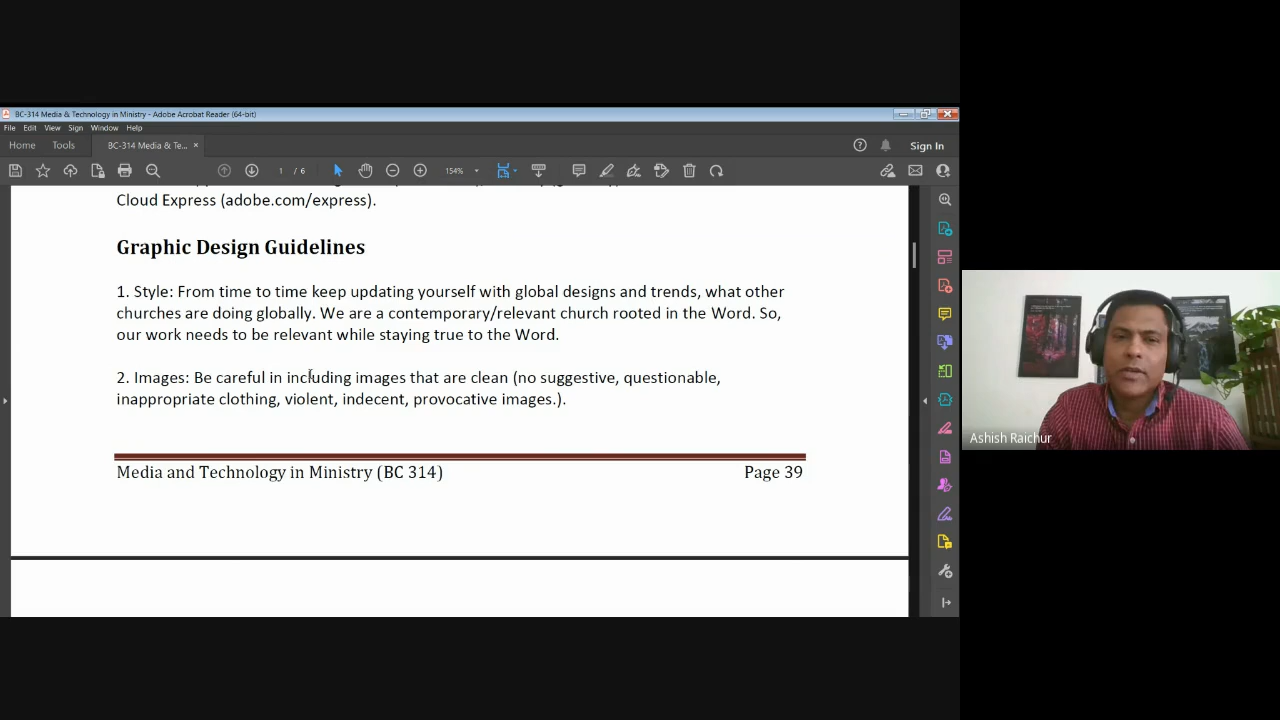 BC-314 Media & Technology in Ministry - Adobe Acrobat Reader (64-bit)
File Edit View Sign Window Help
Home Tools BC-314 Media & Te... × Sign In
1 / 6 154%
Cloud Express (adobe.com/express).
Graphic Design Guidelines
1. Style: From time to time keep updating yourself with global designs and trends, what other
churches are doing globally. We are a contemporary/relevant church rooted in the Word. So,
our work needs to be relevant while staying true to the Word.
2. Images: Be careful in including images that are clean (no suggestive, questionable,
inappropriate clothing, violent, indecent, provocative images.).
Media and Technology in Ministry (BC 314) Page 39
Ashish Raichur